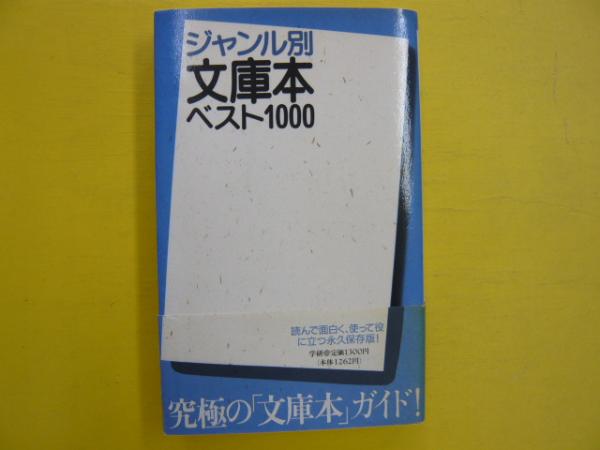 ジャンル別
文庫本
ベスト1000
読んで面白く、使って役
に立つ永久保存版!
学研◎定価1300円
(本体1262円)
究極の「文庫本」ガイド!